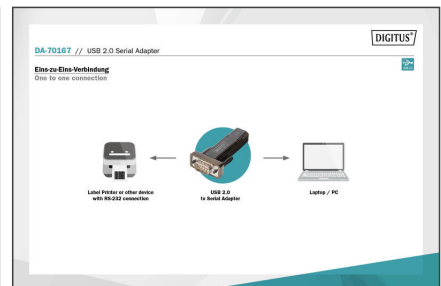 DIGITUS®
DA-70167 // USB 2.0 Serial Adapter
Eins-zu-Eins-Verbindung
One to one connection
Label Printer or other device
with RS-232 connection
USB 2.0
to Serial Adapter
Laptop / PC